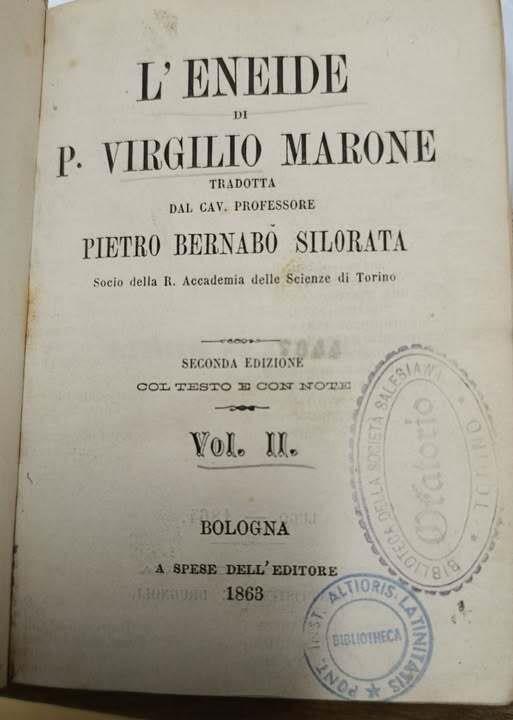 L' ENEIDE
DI
P. VIRGILIO MARONE
TRADOTTA
DAL CAV. PROFESSORE
PIETRO BERNABÒ SILORATA
Socio della R. Accademia delle Scienze di Torino
SECONDA EDIZIONE
COL TESTO E CON NOTE
Vol. II.
BOLOGNA
A SPESE DELL' EDITORE
1863
BIBLIOTECA DELLA SOCIETÀ SALESIANA * TORINO *
Oratorio
PONT. INST. ALTIORIS LATINITATIS *
BIBLIOTHECA